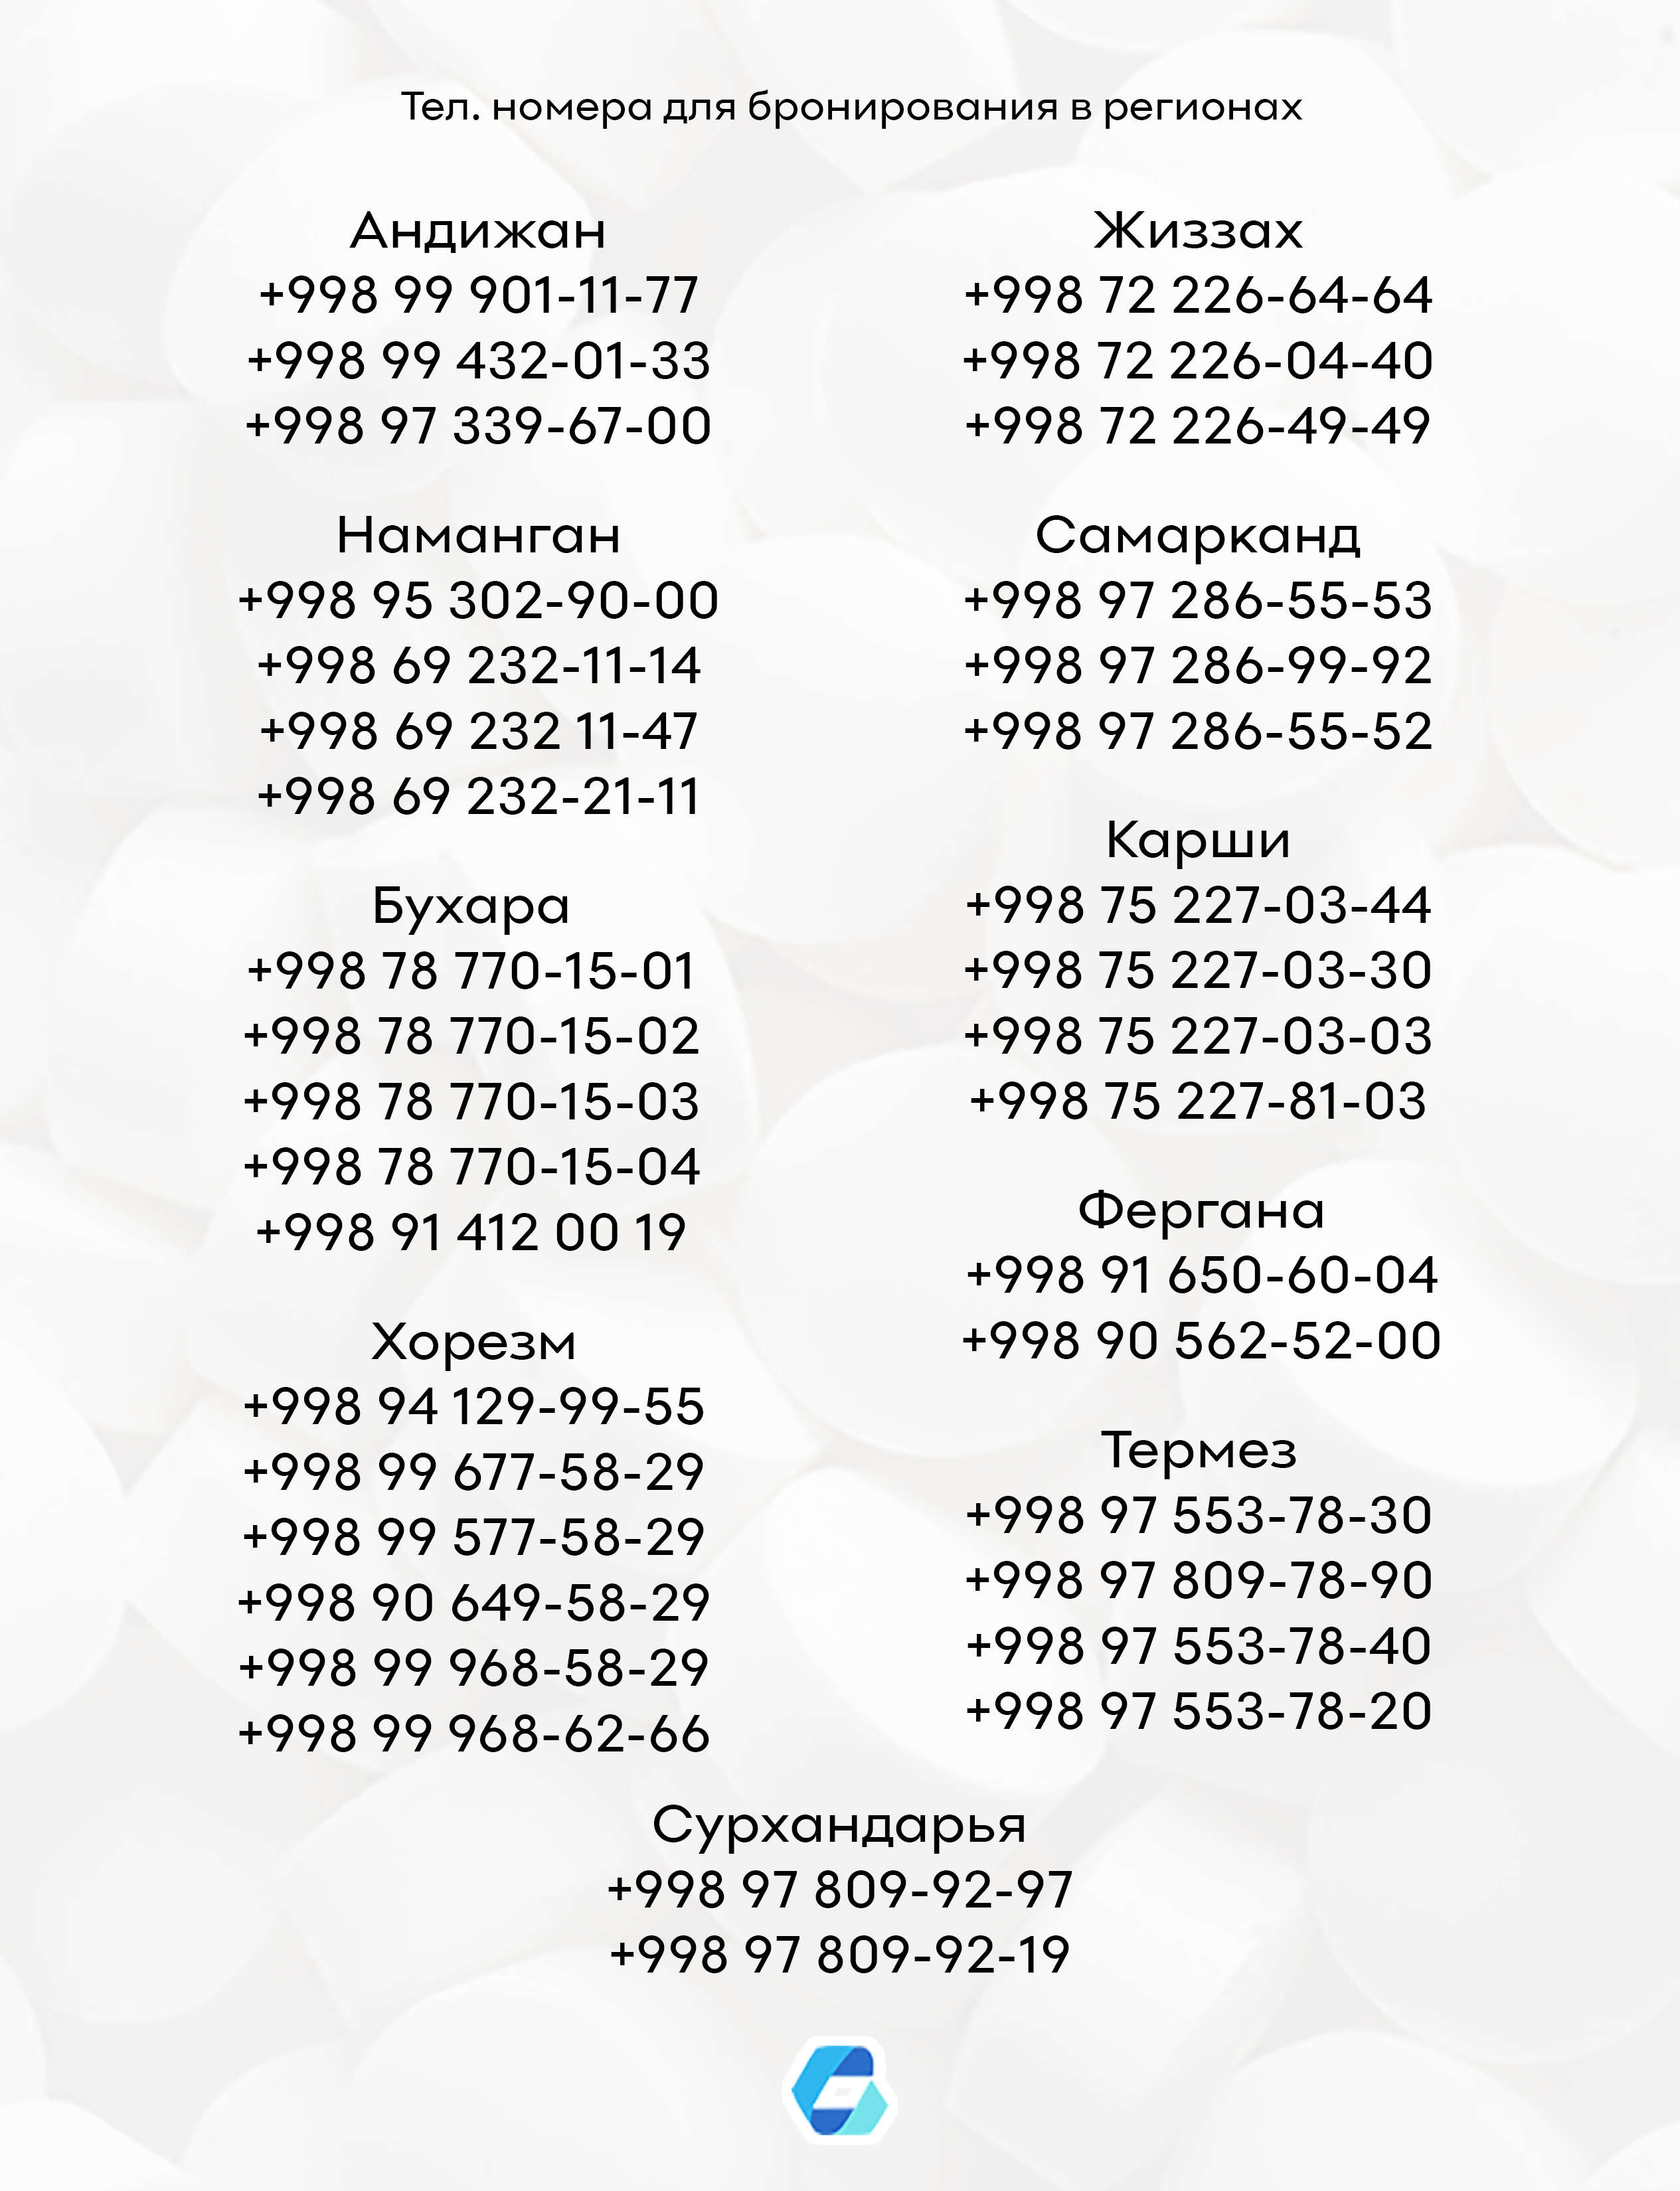 Тел. номера для бронирования в регионах
Андижан
+998 99 901-11-77
+998 99 432-01-33
+998 97 339-67-00
Наманган
+998 95 302-90-00
+998 69 232-11-14
+998 69 232 11-47
+998 69 232-21-11
Бухара
+998 78 770-15-01
+998 78 770-15-02
+998 78 770-15-03
+998 78 770-15-04
+998 91 412 00 19
Хорезм
+998 94 129-99-55
+998 99 677-58-29
+998 99 577-58-29
+998 90 649-58-29
+998 99 968-58-29
+998 99 968-62-66
Жиззах
+998 72 226-64-64
+998 72 226-04-40
+998 72 226-49-49
Самарканд
+998 97 286-55-53
+998 97 286-99-92
+998 97 286-55-52
Карши
+998 75 227-03-44
+998 75 227-03-30
+998 75 227-03-03
+998 75 227-81-03
Фергана
+998 91 650-60-04
+998 90 562-52-00
Термез
+998 97 553-78-30
+998 97 809-78-90
+998 97 553-78-40
+998 97 553-78-20
Сурхандарья
+998 97 809-92-97
+998 97 809-92-19